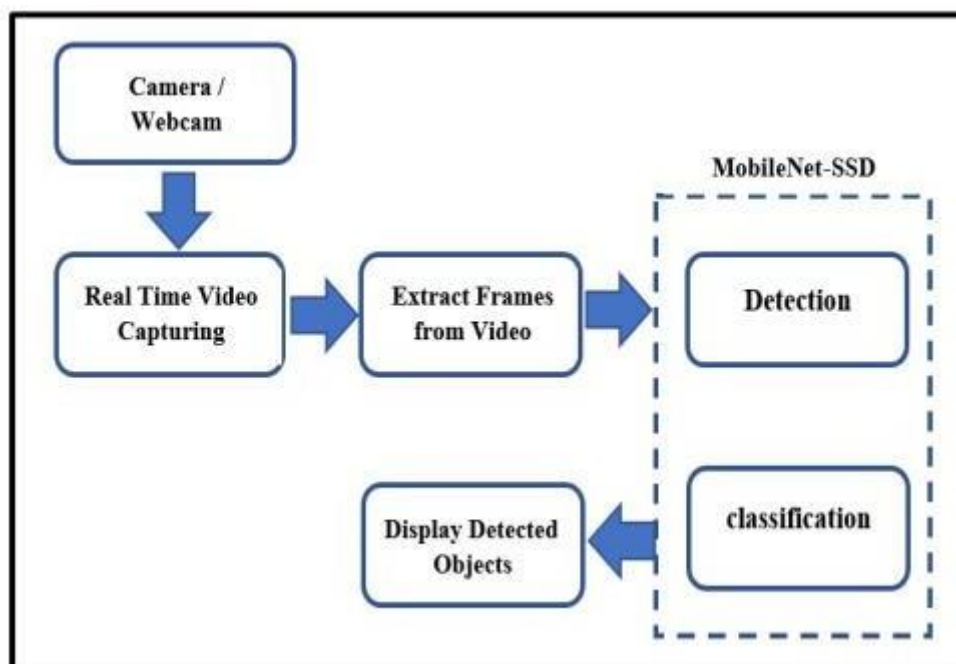 Camera /
Webcam
MobileNet-SSD
Real Time Video
Capturing
Extract Frames
from Video
Detection
classification
Display Detected
Objects